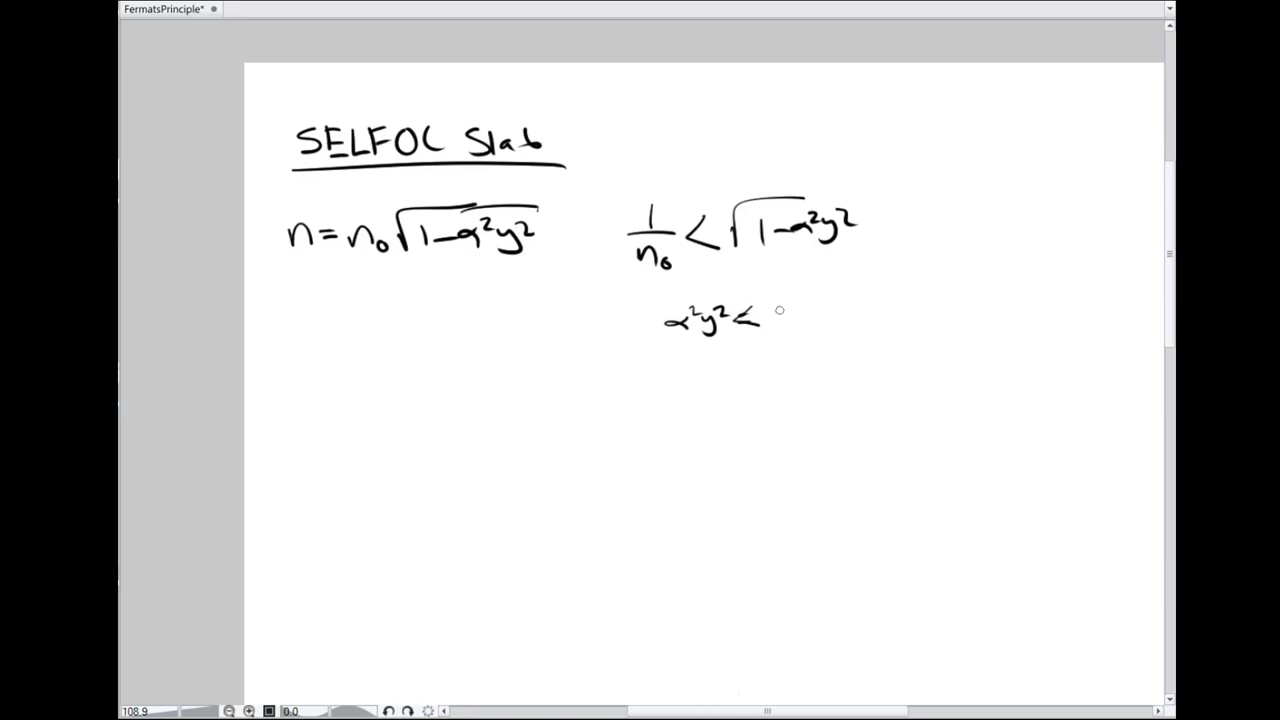 FermatsPrinciple*
SELFOC Slab
n = n₀√(1-α²y²)
1/n₀ < √(1-α²y²)
α²y² <
108.9
0.0